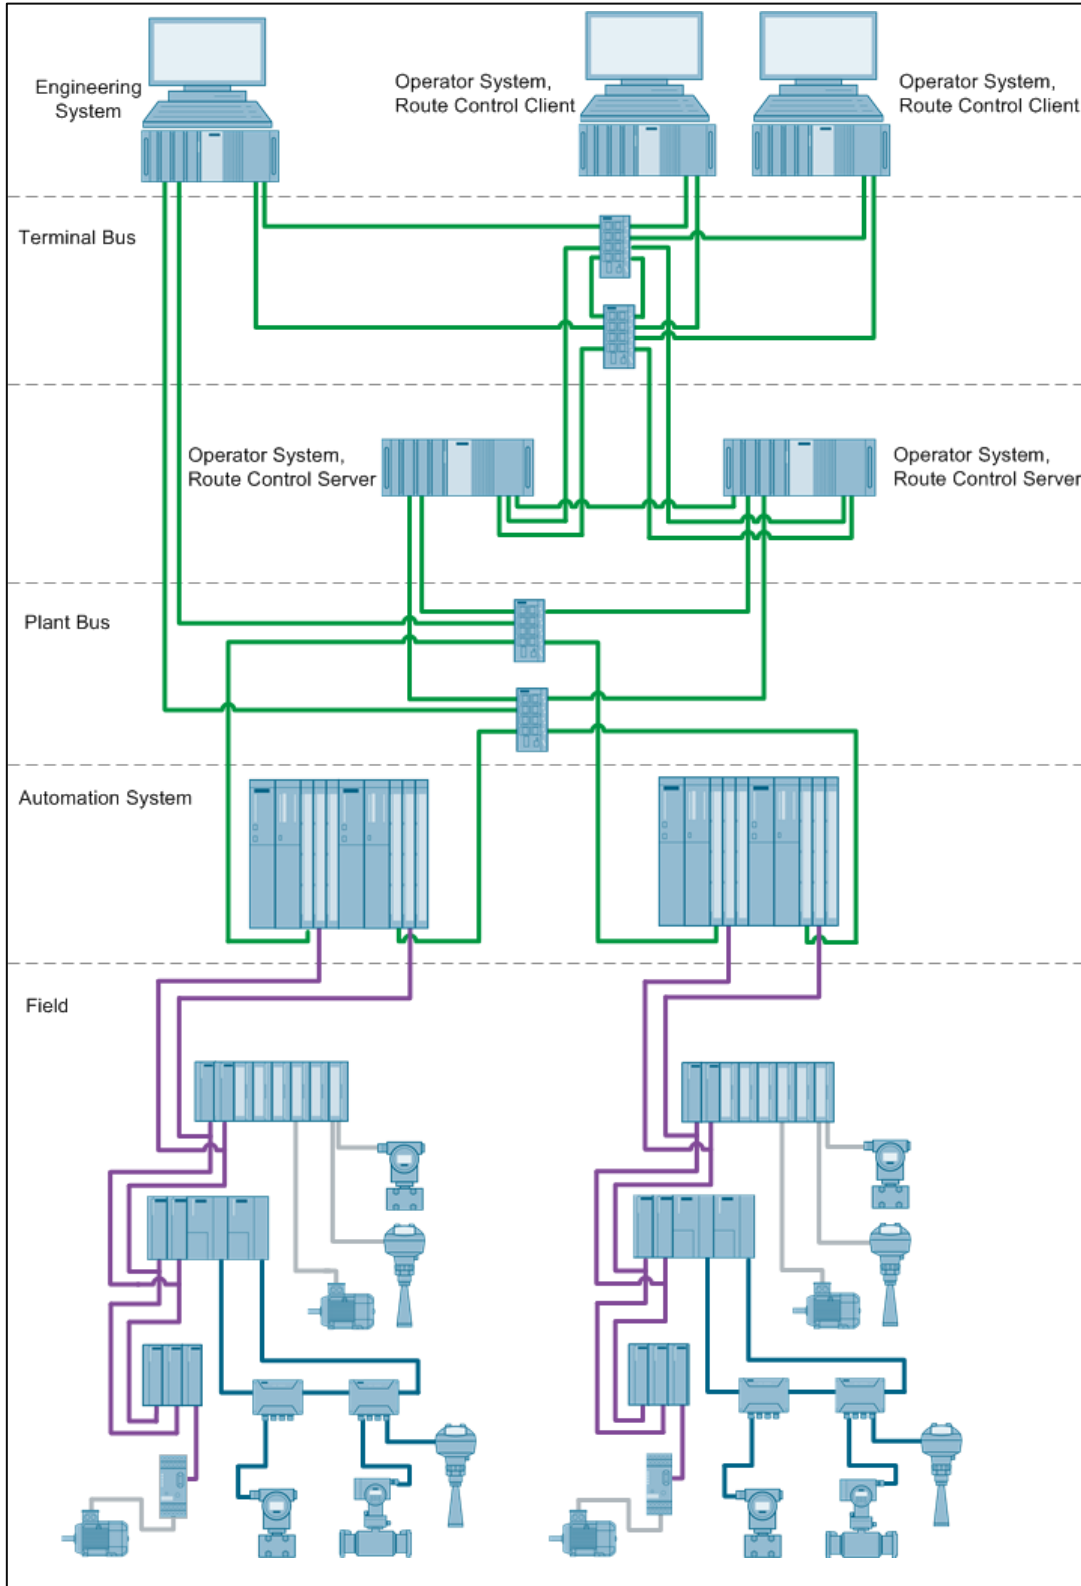 Engineering
System
Operator System,
Route Control Client
Operator System,
Route Control Client
Terminal Bus
Operator System,
Route Control Server
Operator System,
Route Control Server
Plant Bus
Automation System
Field